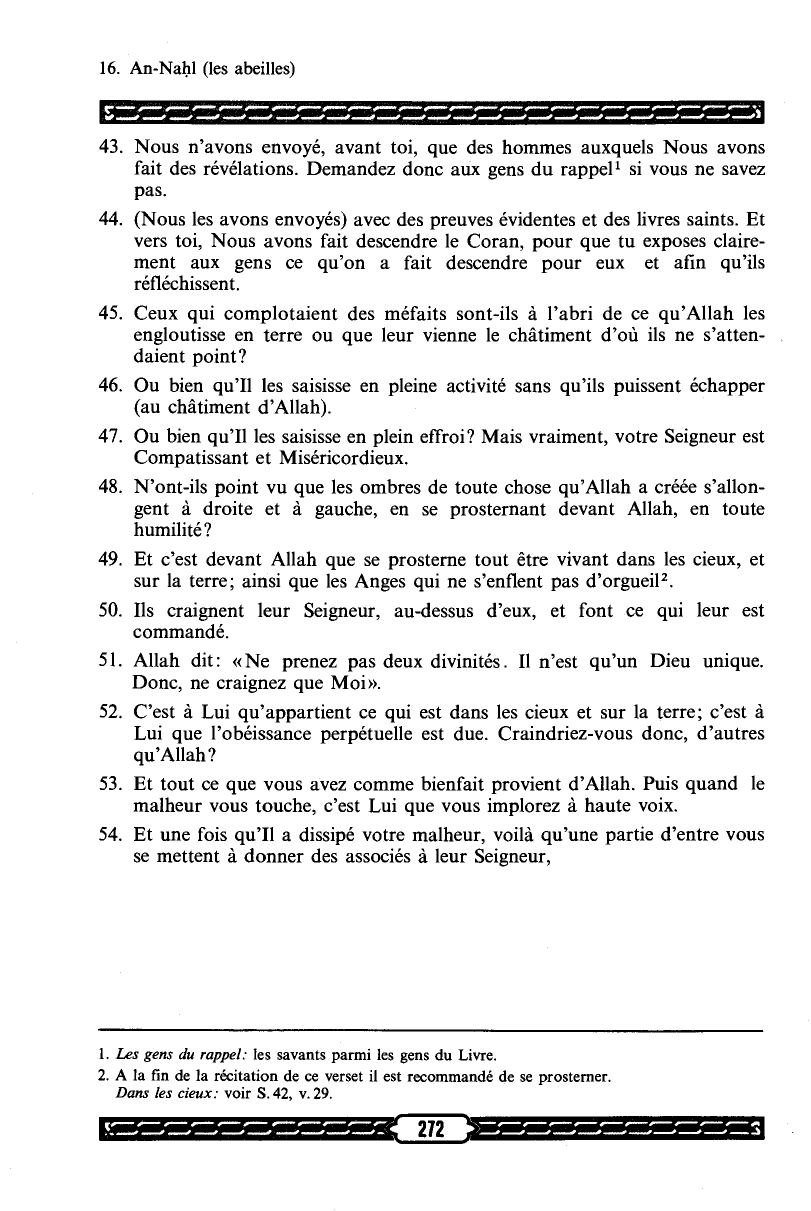 16. An-Naḥl (les abeilles)
43. Nous n'avons envoyé, avant toi, que des hommes auxquels Nous avons
fait des révélations. Demandez donc aux gens du rappel¹ si vous ne savez
pas.
44. (Nous les avons envoyés) avec des preuves évidentes et des livres saints. Et
vers toi, Nous avons fait descendre le Coran, pour que tu exposes claire-
ment aux gens ce qu'on a fait descendre pour eux et afin qu'ils
réfléchissent.
45. Ceux qui complotaient des méfaits sont-ils à l'abri de ce qu'Allah les
engloutisse en terre ou que leur vienne le châtiment d'où ils ne s'atten-
daient point?
46. Ou bien qu'Il les saisisse en pleine activité sans qu'ils puissent échapper
(au châtiment d'Allah).
47. Ou bien qu'Il les saisisse en plein effroi? Mais vraiment, votre Seigneur est
Compatissant et Miséricordieux.
48. N'ont-ils point vu que les ombres de toute chose qu'Allah a créée s'allon-
gent à droite et à gauche, en se prosternant devant Allah, en toute
humilité?
49. Et c'est devant Allah que se prosterne tout être vivant dans les cieux, et
sur la terre; ainsi que les Anges qui ne s'enflent pas d'orgueil².
50. Ils craignent leur Seigneur, au-dessus d'eux, et font ce qui leur est
commandé.
51. Allah dit: «Ne prenez pas deux divinités. Il n'est qu'un Dieu unique.
Donc, ne craignez que Moi».
52. C'est à Lui qu'appartient ce qui est dans les cieux et sur la terre; c'est à
Lui que l'obéissance perpétuelle est due. Craindriez-vous donc, d'autres
qu'Allah?
53. Et tout ce que vous avez comme bienfait provient d'Allah. Puis quand le
malheur vous touche, c'est Lui que vous implorez à haute voix.
54. Et une fois qu'Il a dissipé votre malheur, voilà qu'une partie d'entre vous
se mettent à donner des associés à leur Seigneur,
1. Les gens du rappel: les savants parmi les gens du Livre.
2. A la fin de la récitation de ce verset il est recommandé de se prosterner.
Dans les cieux: voir S. 42, v. 29.
272